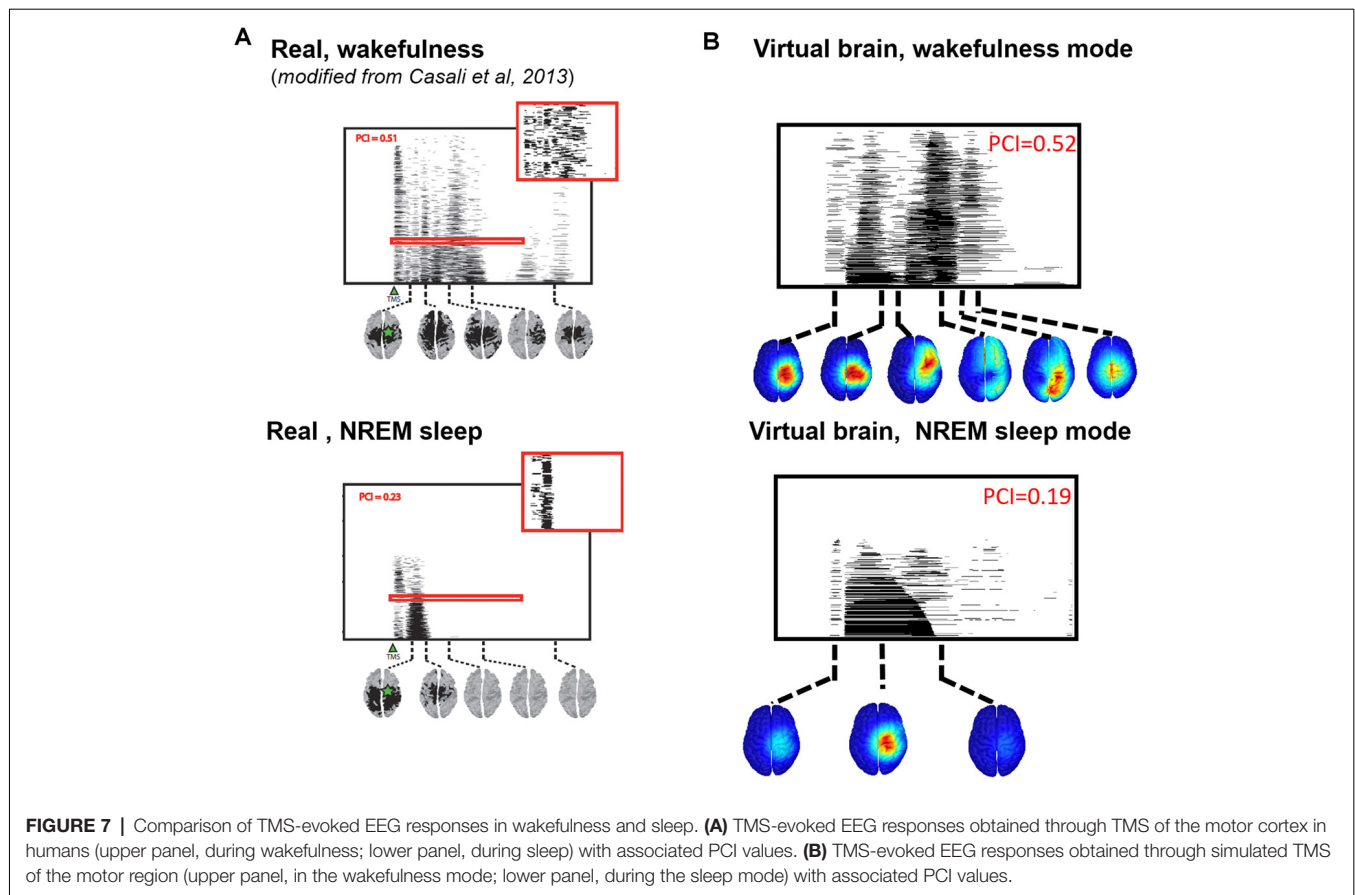 A
Real, wakefulness
(modified from Casali et al, 2013)
PCI = 0.51
TMS
B
Virtual brain, wakefulness mode
PCI=0.52
Real , NREM sleep
PCI = 0.23
TMS
Virtual brain, NREM sleep mode
PCI=0.19
FIGURE 7 | Comparison of TMS-evoked EEG responses in wakefulness and sleep. (A) TMS-evoked EEG responses obtained through TMS of the motor cortex in
humans (upper panel, during wakefulness; lower panel, during sleep) with associated PCI values. (B) TMS-evoked EEG responses obtained through simulated TMS
of the motor region (upper panel, in the wakefulness mode; lower panel, during the sleep mode) with associated PCI values.